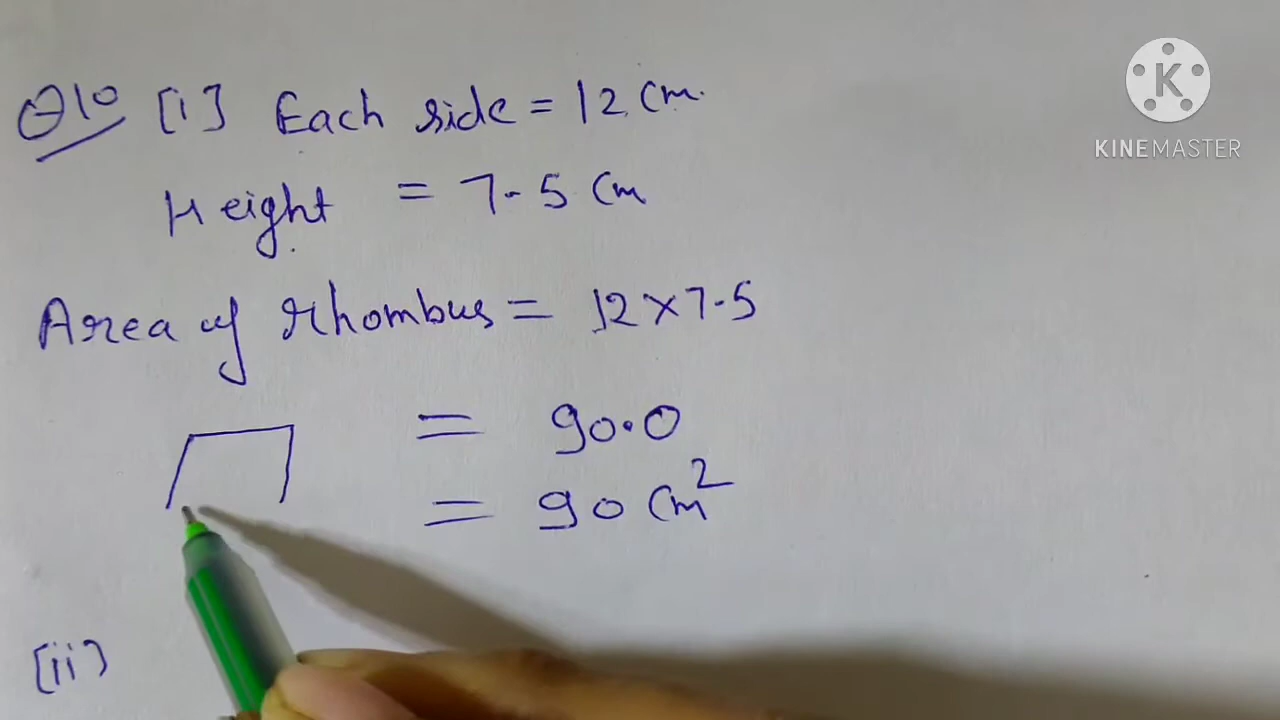 Q10 [i] Each side = 12 cm.
Height = 7.5 cm
Area of rhombus = 12 × 7.5
= 90.0
= 90 cm²
[ii]
K
KINEMASTER